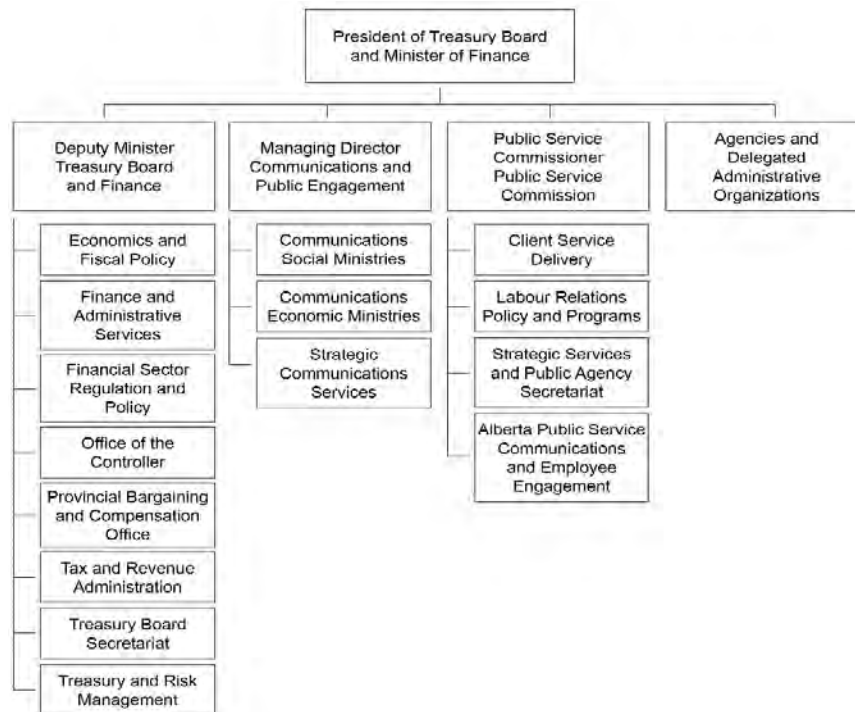 President of Treasury Board
and Minister of Finance
Deputy Minister
Treasury Board
and Finance
Economics and
Fiscal Policy
Finance and
Administrative
Services
Financial Sector
Regulation and
Policy
Office of the
Controller
Provincial Bargaining
and Compensation
Office
Tax and Revenue
Administration
Treasury Board
Secretariat
Treasury and Risk
Management
Managing Director
Communications and
Public Engagement
Communications
Social Ministries
Communications
Economic Ministries
Strategic
Communications
Services
Public Service
Commissioner
Public Service
Commission
Client Service
Delivery
Labour Relations
Policy and Programs
Strategic Services
and Public Agency
Secretariat
Alberta Public Service
Communications
and Employee
Engagement
Agencies and
Delegated
Administrative
Organizations